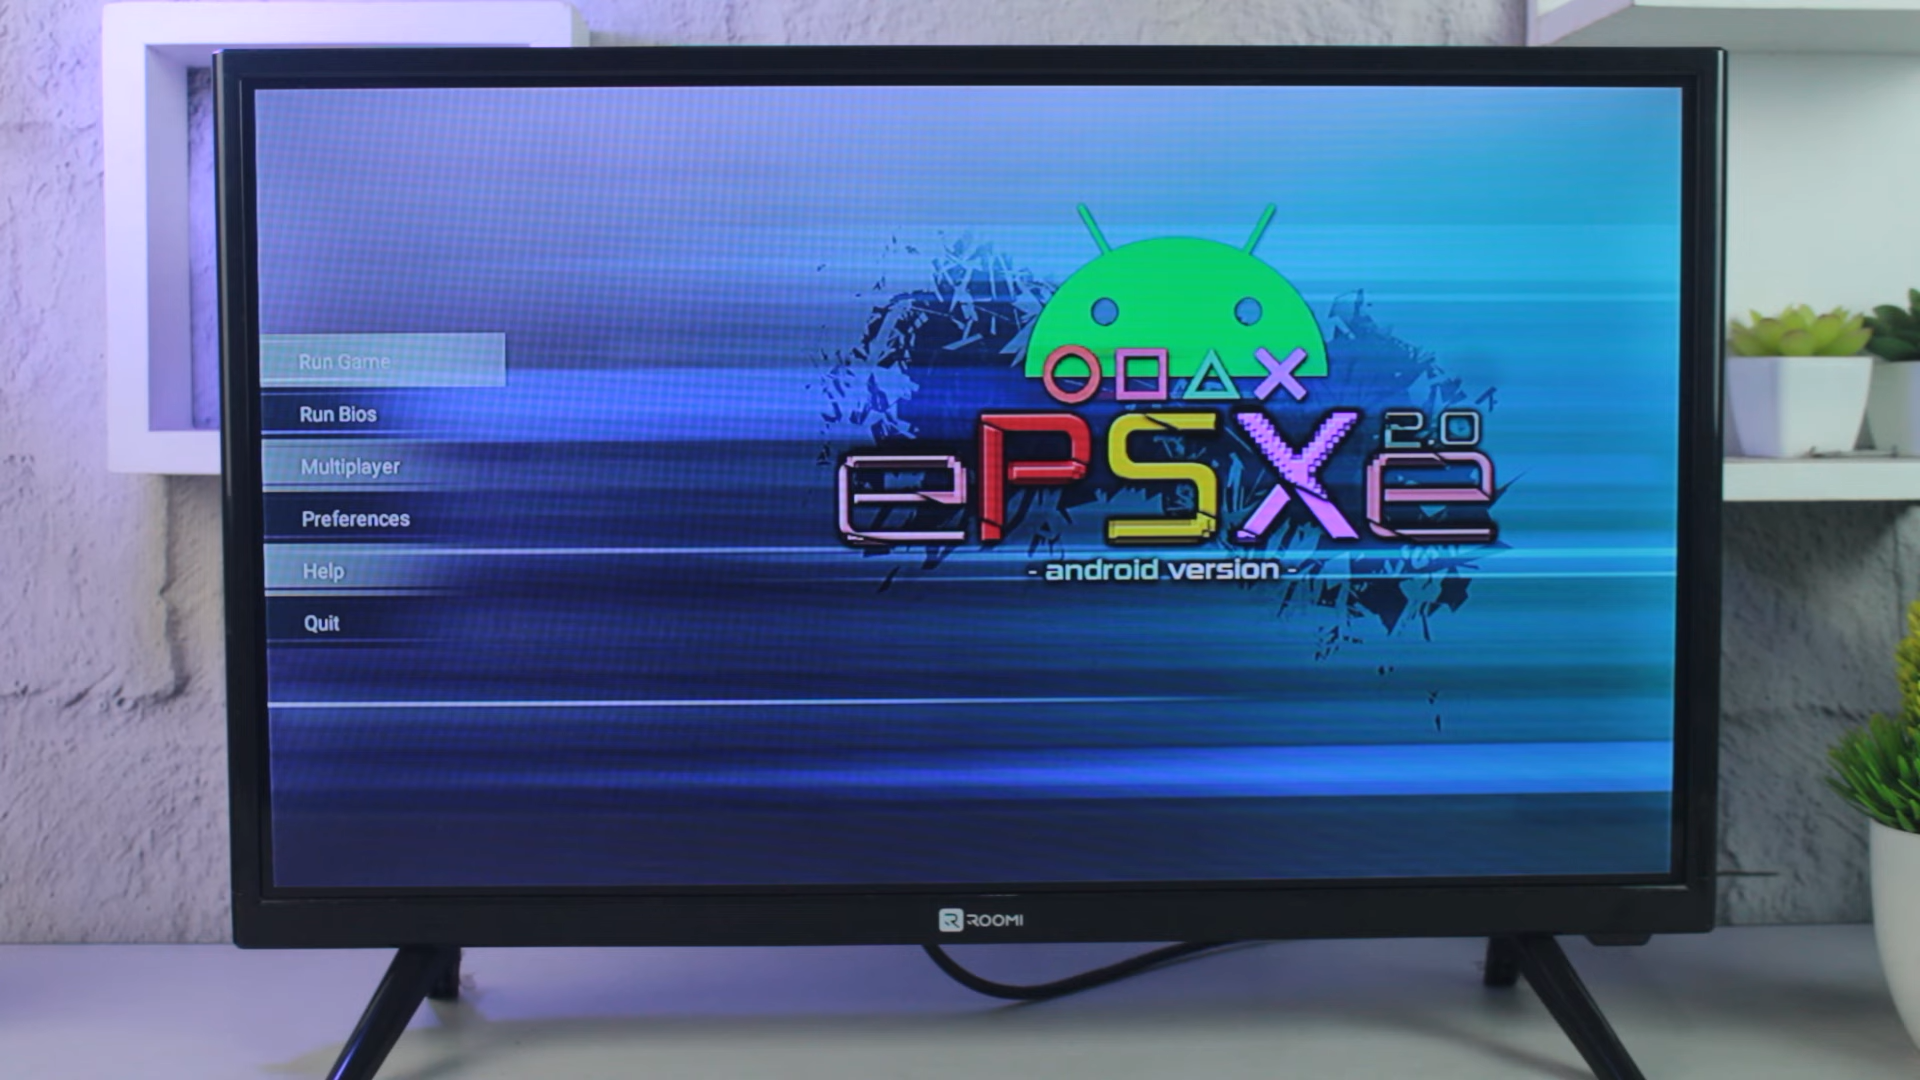 Run Game
Run Bios
Multiplayer
Preferences
Help
Quit
ePSXe 2.0
- android version -
ROOMI